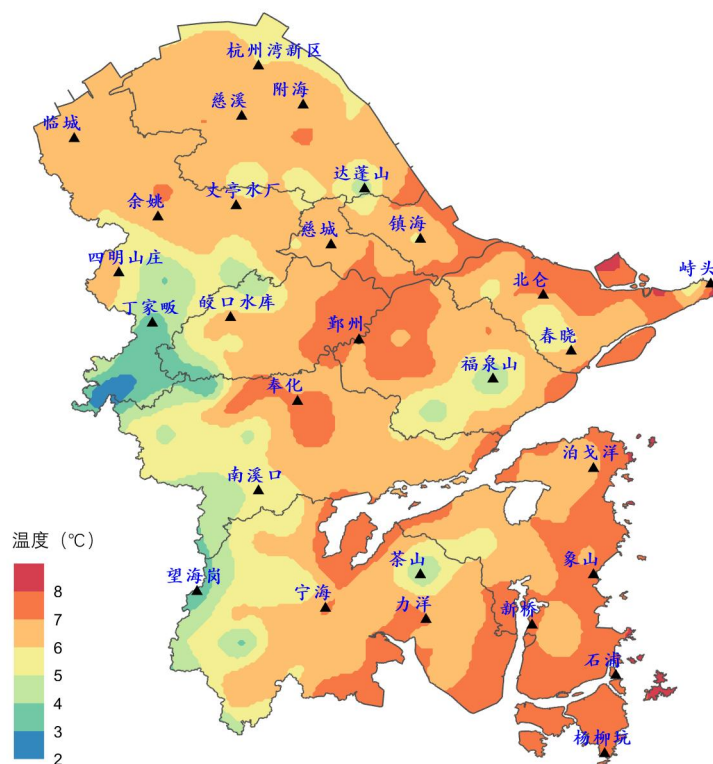 杭州湾新区
附海
慈溪
临城
达蓬山
丈亭水厂
余姚
镇海
慈城
四明山庄
峙头
北仑
丁家畈
皎口水库
鄞州
春晓
福泉山
奉化
泊戈洋
南溪口
温度（℃）
茶山
象山
望海岗
宁海
力洋
新桥
石浦
杨柳坑
8
7
6
5
4
3
2